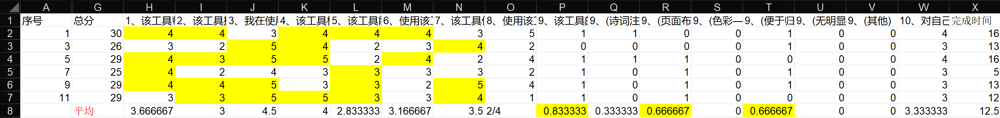 A G H I J K L M N O P Q R S T U V W X
1 序号 总分 1、该工具 2、该工具 3、我在使用 4、该工具 5、该工具能 6、使用该工 7、该工具 8、使用该工 9、该工具的 9、(诗词注 9、(页面布 9、(色彩一 9、(便于归 9、(无明显 9、(其他) 10、对自己 完成时间
2 1 30 4 4 3 4 4 4 3 5 1 1 0 0 1 0 0 4 16
3 3 26 3 2 5 4 2 3 4 2 0 0 0 0 1 0 0 3 13
4 5 29 4 3 5 5 2 4 2 4 1 1 1 0 0 0 0 4 16
5 7 25 4 2 4 3 3 3 3 2 1 0 1 0 1 0 0 3 5
6 9 29 4 4 5 3 3 2 5 4 1 0 1 0 1 0 0 3 13
7 11 29 3 3 5 5 3 3 4 1 1 0 1 0 0 0 0 3 12
8 平均 3.666667 3 4.5 4 2.833333 3.166667 3.5 2/4 0.833333 0.333333 0.666667 0 0.666667 0 0 3.333333 12.5